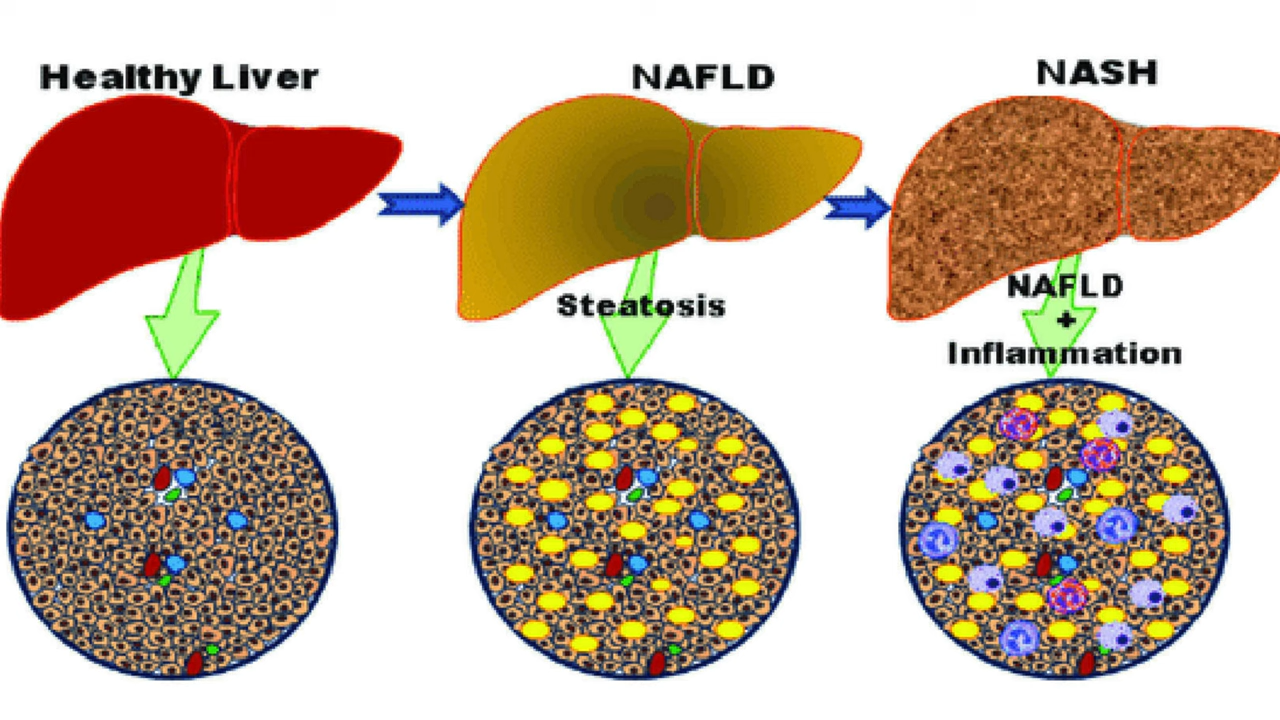 Healthy Liver
NAFLD
NASH
Steatosis
NAFLD
+
Inflammation